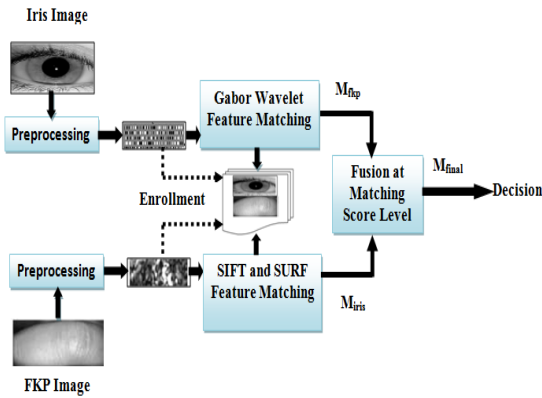 Iris Image
Preprocessing
Gabor Wavelet
Feature Matching
Mfkp
Enrollment
Fusion at
Matching
Score Level
Mfinal
Decision
Preprocessing
SIFT and SURF
Feature Matching
Miris
FKP Image